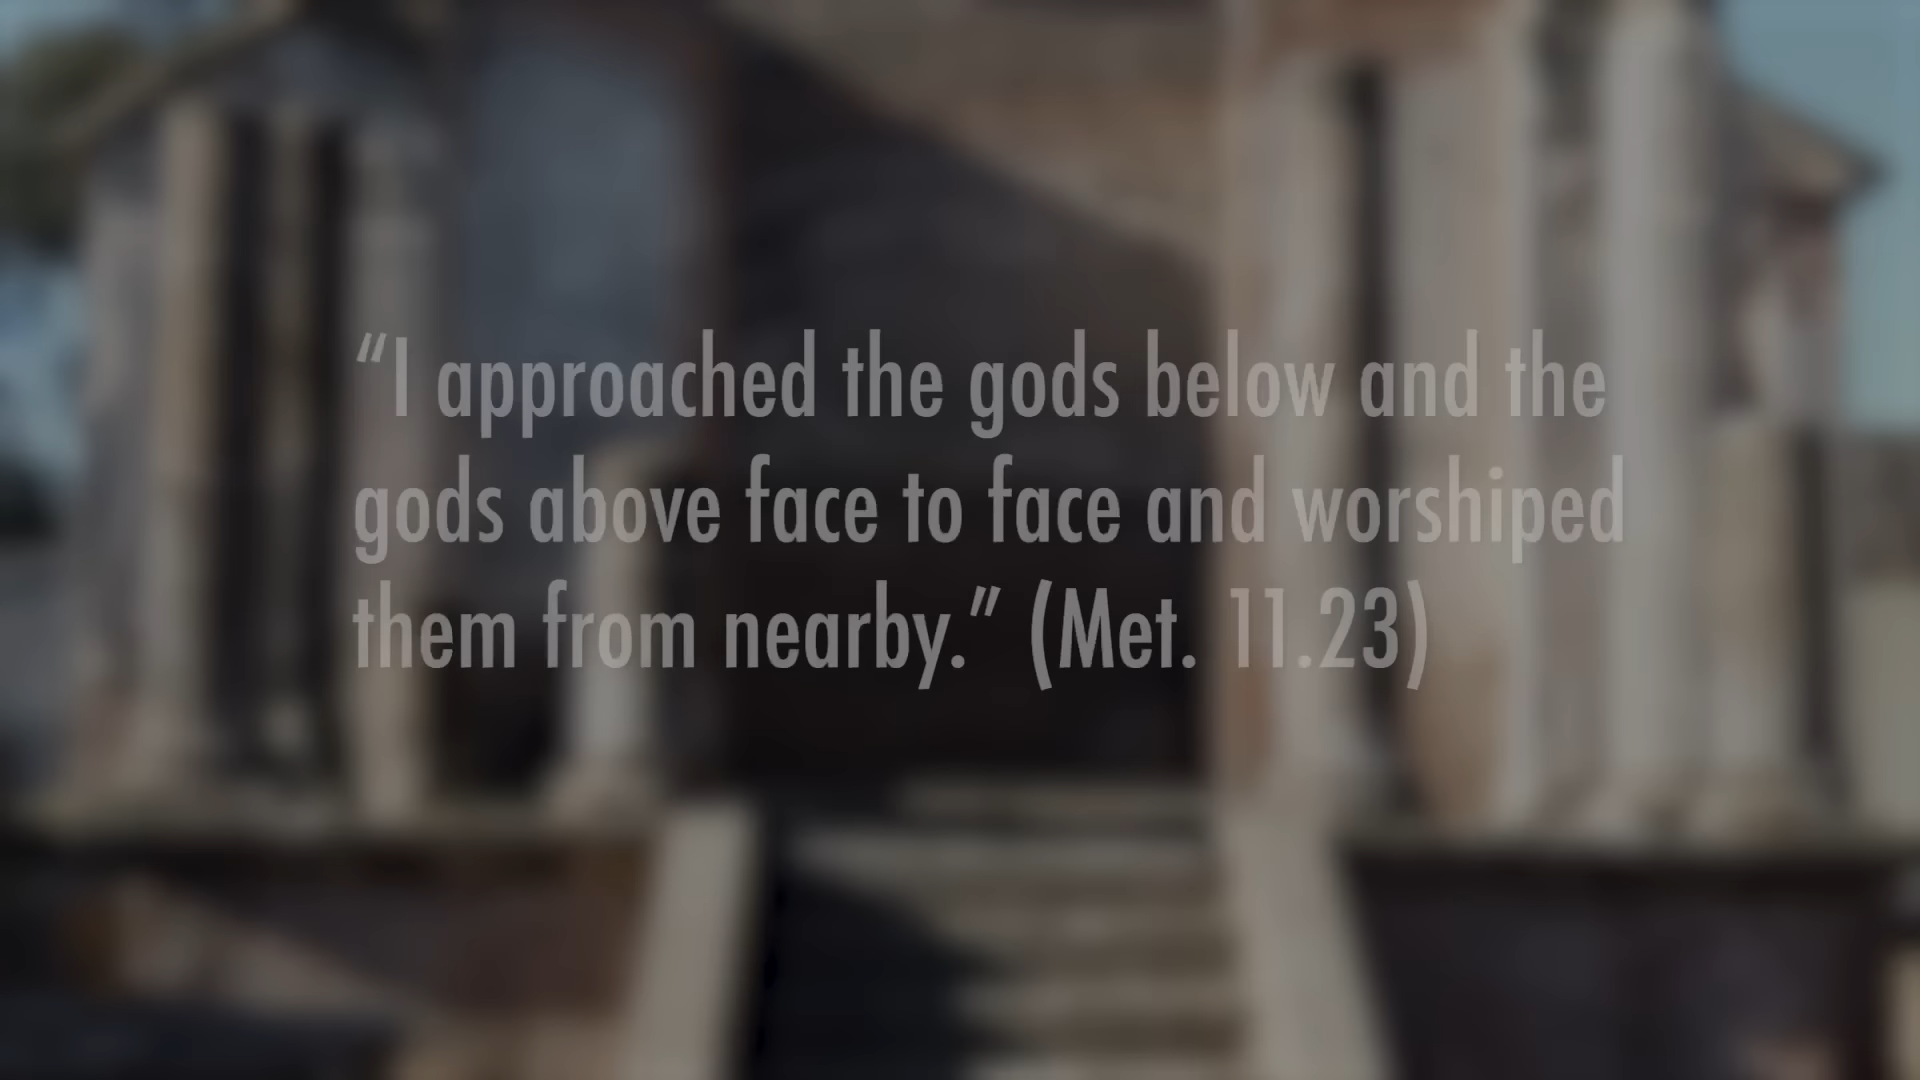 “I approached the gods below and the
gods above face to face and worshiped
them from nearby.” (Met. 11.23)